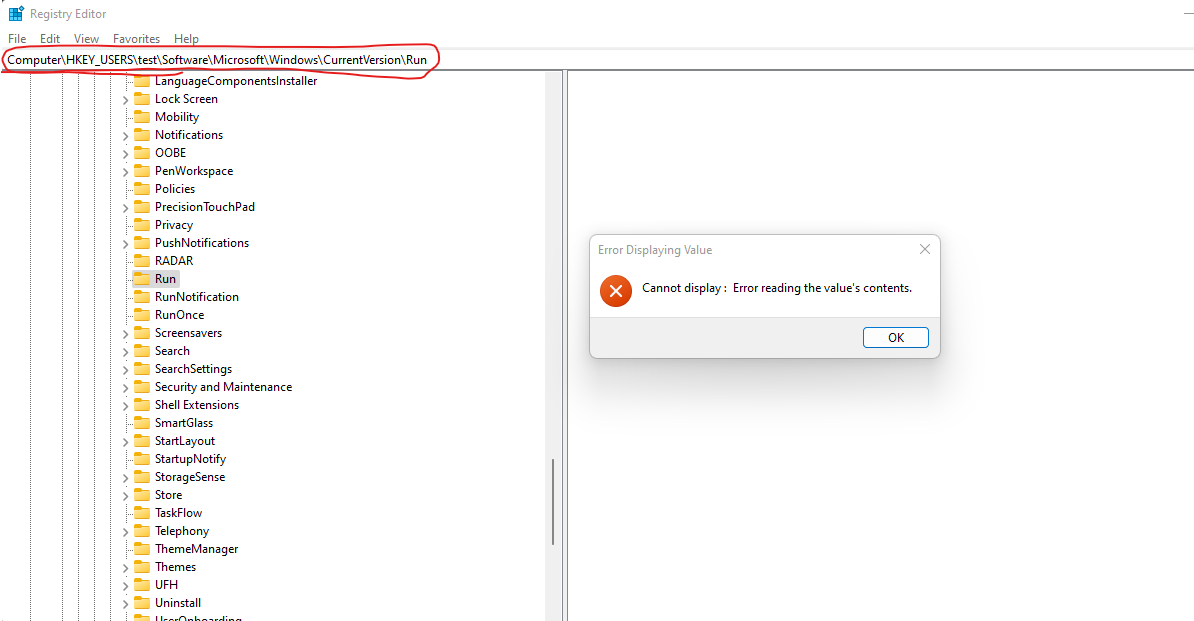 Registry Editor
File Edit View Favorites Help
Computer\HKEY_USERS\test\Software\Microsoft\Windows\CurrentVersion\Run
LanguageComponentsInstaller
Lock Screen
Mobility
Notifications
OOBE
PenWorkspace
Policies
PrecisionTouchPad
Privacy
PushNotifications
RADAR
Run
RunNotification
RunOnce
Screensavers
Search
SearchSettings
Security and Maintenance
Shell Extensions
SmartGlass
StartLayout
StartupNotify
StorageSense
Store
TaskFlow
Telephony
ThemeManager
Themes
UFH
Uninstall
UserOnboarding
Error Displaying Value
Cannot display : Error reading the value's contents.
OK